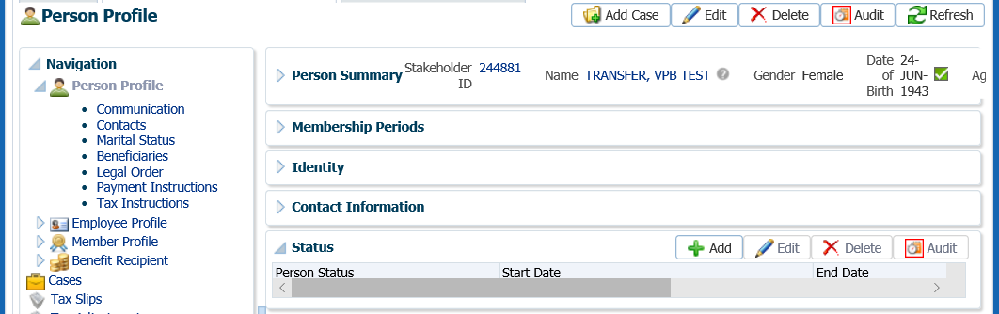 Person Profile
Add Case
Edit
Delete
Audit
Refresh
Navigation
Person Profile
Communication
Contacts
Marital Status
Beneficiaries
Legal Order
Payment Instructions
Tax Instructions
Employee Profile
Member Profile
Benefit Recipient
Cases
Tax Slips
Person Summary
Stakeholder
ID
244881
Name TRANSFER, VPB TEST
Gender Female
Date
of
Birth
24-
JUN-
1943
Ag
Membership Periods
Identity
Contact Information
Status
Add
Edit
Delete
Audit
Person Status
Start Date
End Date